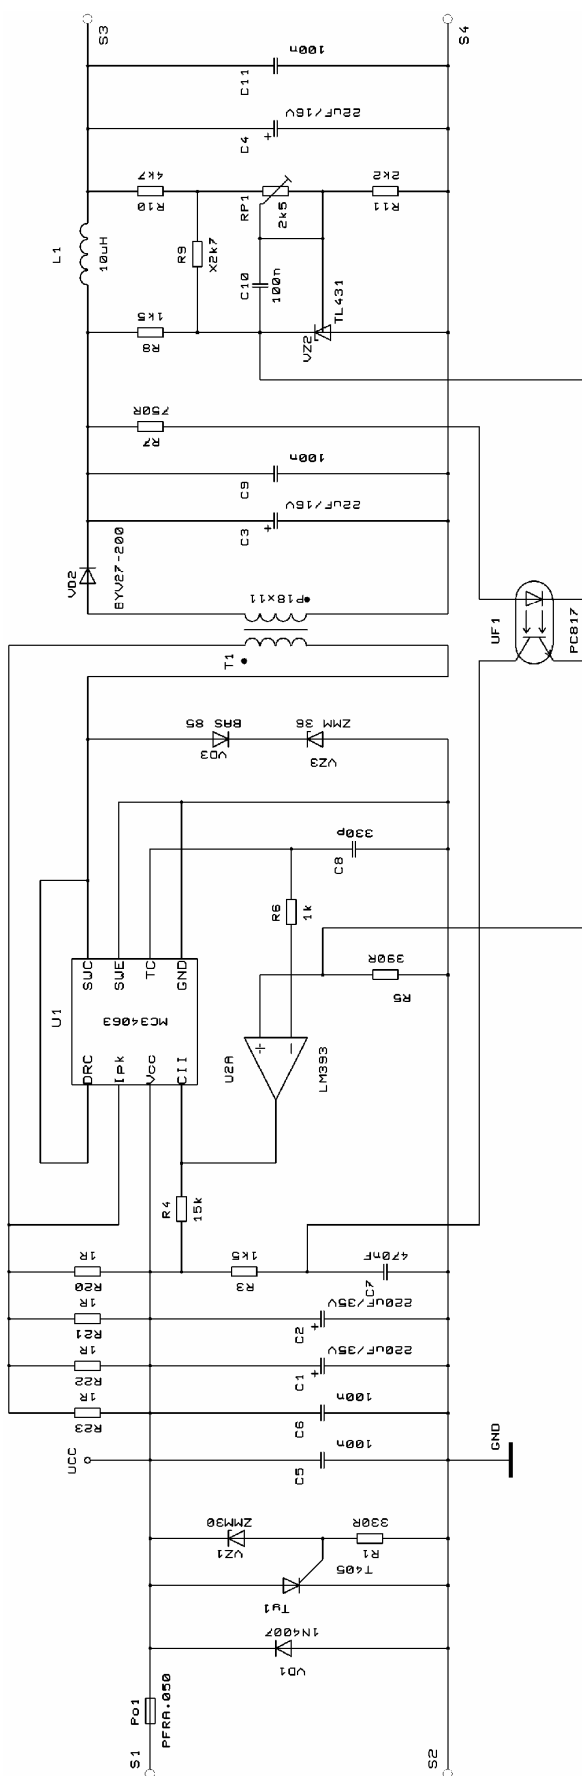 S3
S4
100n
C11
22uF/16V
C4
+
4k7
R10
RP1
2k5
2k2
R11
L1
10uH
R9
X2k7
C10
100n
TL431
VZ2
1k5
R8
750R
R7
100n
C9
22uF/16V
C3
+
VD2
BYV27-200
P18x11
T1
UF1
PC817
BAS 85
VD3
ZMM 36
VZ3
330p
C8
R6
1k
390R
R5
SWC
SWE
TC
GND
U1
MC34063
DRC
Ipk
Vcc
CII
U2A
+
-
LM393
R4
15k
1R
R20
1k5
R3
470nF
C7
1R
R21
220uF/35V
C2
+
1R
R22
220uF/35V
C1
+
1R
R23
100n
C6
UCC
100n
C5
GND
ZMM30
VZ1
330R
R1
T405
Ty1
1N4007
VD1
Po1
PFRA.050
S1
S2